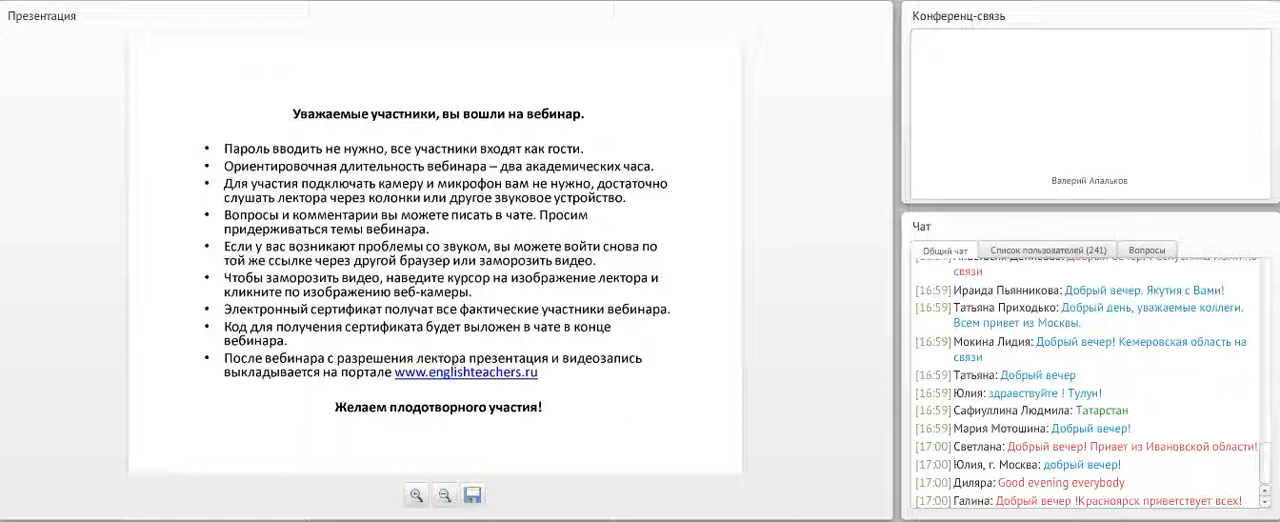 Презентация
Уважаемые участники, вы вошли на вебинар.
• Пароль вводить не нужно, все участники входят как гости.
• Ориентировочная длительность вебинара – два академических часа.
• Для участия подключать камеру и микрофон вам не нужно, достаточно
слушать лектора через колонки или другое звуковое устройство.
• Вопросы и комментарии вы можете писать в чате. Просим
придерживаться темы вебинара.
• Если у вас возникают проблемы со звуком, вы можете войти снова по
той же ссылке через другой браузер или заморозить видео.
• Чтобы заморозить видео, наведите курсор на изображение лектора и
кликните по изображению веб-камеры.
• Электронный сертификат получат все фактические участники вебинара.
• Код для получения сертификата будет выложен в чате в конце
вебинара.
• После вебинара с разрешения лектора презентация и видеозапись
выкладывается на портале www.englishteachers.ru
Желаем плодотворного участия!
Конференц-связь
Валерий Апальков
Чат
Общий чат
Список пользователей (241)
Вопросы
связи
[16:59] Ираида Пьянникова: Добрый вечер. Якутия с Вами!
[16:59] Татьяна Приходько: Добрый день, уважаемые коллеги.
Всем привет из Москвы.
[16:59] Мокина Лидия: Добрый вечер! Кемеровская область на
связи
[16:59] Татьяна: Добрый вечер
[16:59] Юлия: здравствуйте ! Тулун!
[16:59] Сафиуллина Людмила: Татарстан
[16:59] Мария Мотошина: Добрый вечер!
[17:00] Светлана: Добрый вечер! Привет из Ивановской области!
[17:00] Юлия, г. Москва: добрый вечер!
[17:00] Диляра: Good evening everybody
[17:00] Галина: Добрый вечер !Красноярск приветствует всех!